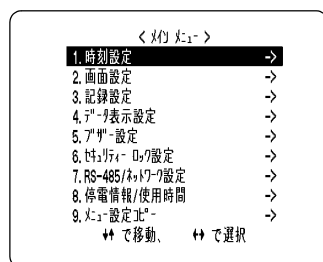 < ﾒｲﾝ ﾒﾆｭｰ >
1. 時刻設定 ->
2. 画面設定 ->
3. 記録設定 ->
4. ﾃﾞｰﾀ表示設定 ->
5. ﾌﾞｻﾞｰ設定 ->
6. ｾｷｭﾘﾃｨｰ ﾛｯｸ設定 ->
7. RS-485/ﾈｯﾄﾜｰｸ設定 ->
8. 停電情報/使用時間 ->
9. ﾒﾆｭｰ設定ｺﾋﾟｰ ->
↓↑ で移動、 ←→ で選択